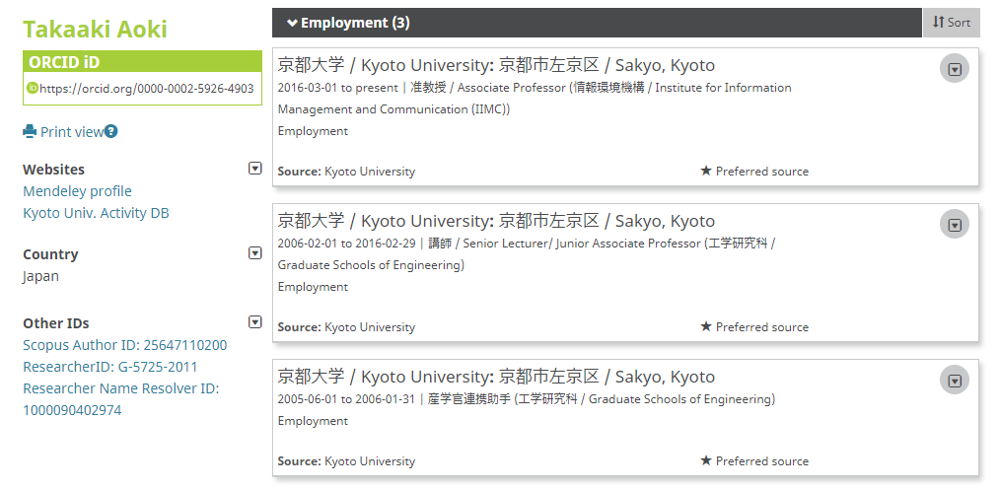 Takaaki Aoki
ORCID iD
iD https://orcid.org/0000-0002-5926-4903
Print view
Websites
Mendeley profile
Kyoto Univ. Activity DB
Country
Japan
Other IDs
Scopus Author ID: 25647110200
ResearcherID: G-5725-2011
Researcher Name Resolver ID:
1000090402974
Employment (3)
Sort
京都大学 / Kyoto University: 京都市左京区 / Sakyo, Kyoto
2016-03-01 to present | 准教授 / Associate Professor (情報環境機構 / Institute for Information
Management and Communication (IIMC))
Employment
Source: Kyoto University
★ Preferred source
京都大学 / Kyoto University: 京都市左京区 / Sakyo, Kyoto
2006-02-01 to 2016-02-29 | 講師 / Senior Lecturer/ Junior Associate Professor (工学研究科 /
Graduate Schools of Engineering)
Employment
Source: Kyoto University
★ Preferred source
京都大学 / Kyoto University: 京都市左京区 / Sakyo, Kyoto
2005-06-01 to 2006-01-31 | 産学官連携助手 (工学研究科 / Graduate Schools of Engineering)
Employment
Source: Kyoto University
★ Preferred source